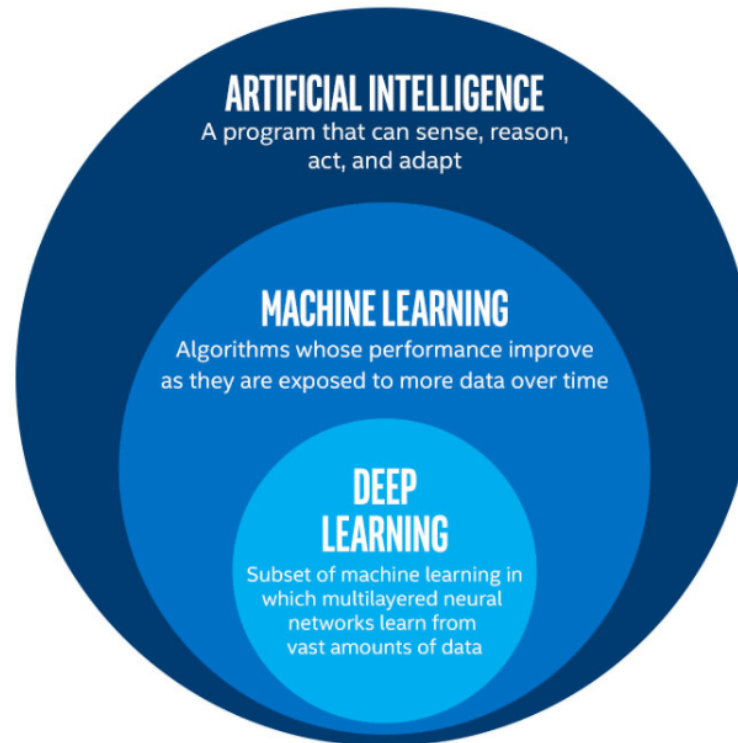 ARTIFICIAL INTELLIGENCE
A program that can sense, reason,
act, and adapt
MACHINE LEARNING
Algorithms whose performance improve
as they are exposed to more data over time
DEEP
LEARNING
Subset of machine learning in
which multilayered neural
networks learn from
vast amounts of data